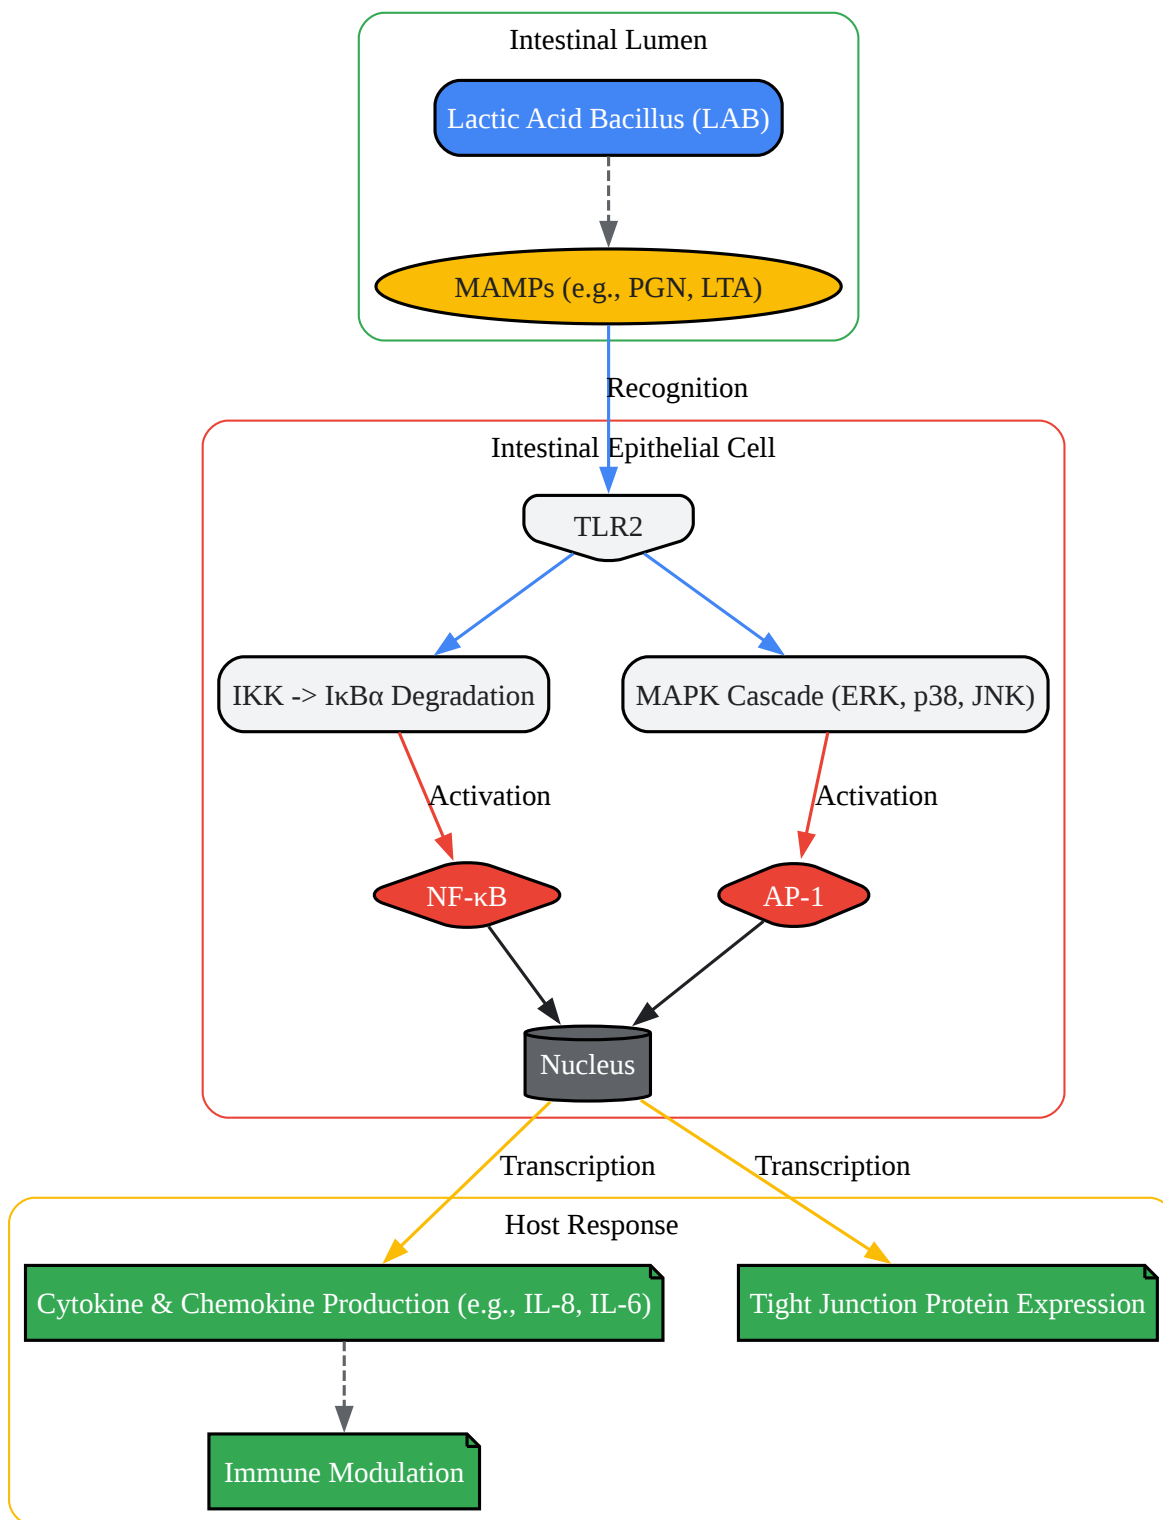 Intestinal Lumen
Lactic Acid Bacillus (LAB)
MAMPs (e.g., PGN, LTA)
Recognition
Intestinal Epithelial Cell
TLR2
IKK -> IκBα Degradation
MAPK Cascade (ERK, p38, JNK)
Activation
Activation
NF-κB
AP-1
Nucleus
Transcription
Transcription
Host Response
Cytokine & Chemokine Production (e.g., IL-8, IL-6)
Tight Junction Protein Expression
Immune Modulation